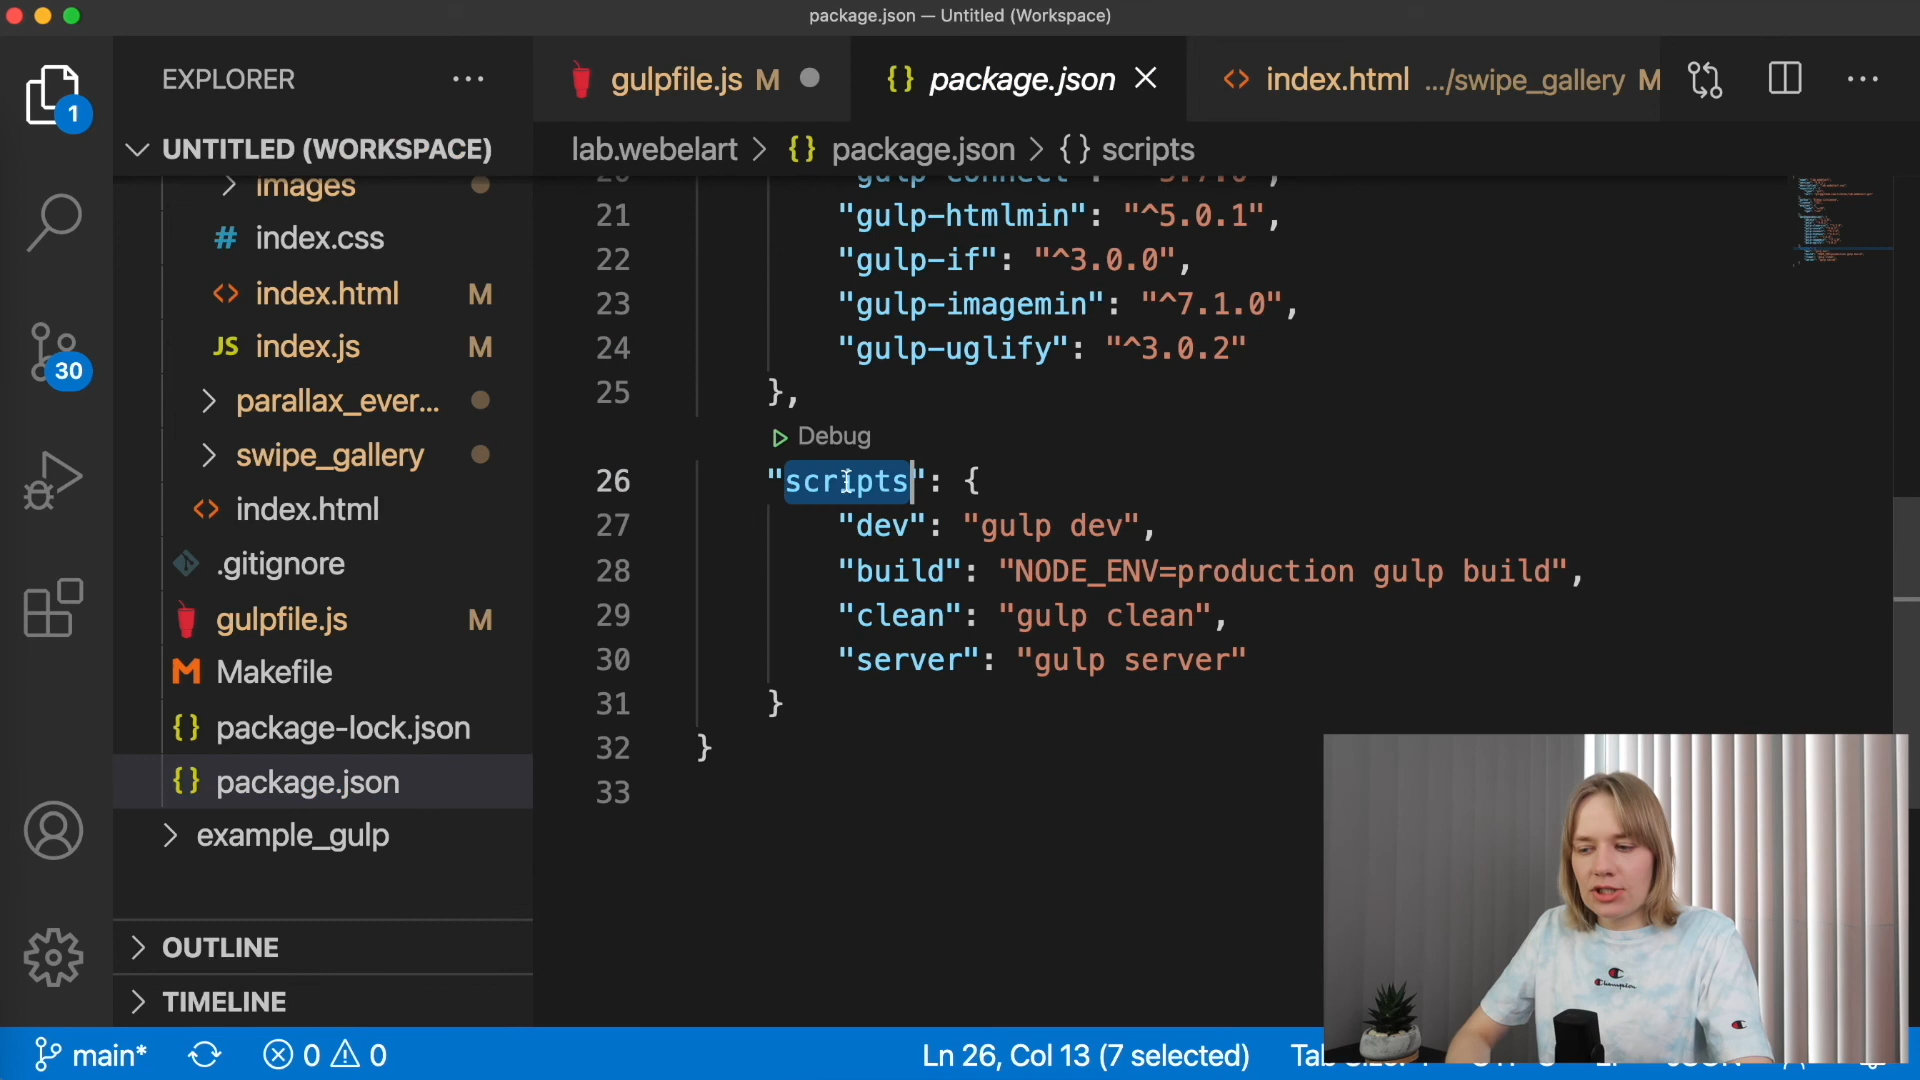 package.json — Untitled (Workspace)
EXPLORER
gulpfile.js M
package.json
index.html .../swipe_gallery M
1
UNTITLED (WORKSPACE)
lab.webelart > {} package.json > {} scripts
images
index.css
index.html M
index.js M
parallax_ever...
swipe_gallery
index.html
.gitignore
gulpfile.js M
Makefile
package-lock.json
package.json
example_gulp
OUTLINE
TIMELINE
30
21 "gulp-htmlmin": "^5.0.1",
22 "gulp-if": "^3.0.0",
23 "gulp-imagemin": "^7.1.0",
24 "gulp-uglify": "^3.0.2"
25 },
Debug
26 "scripts": {
27 "dev": "gulp dev",
28 "build": "NODE_ENV=production gulp build",
29 "clean": "gulp clean",
30 "server": "gulp server"
31 }
32 }
33
Champion
main* 0 0 Ln 26, Col 13 (7 selected)